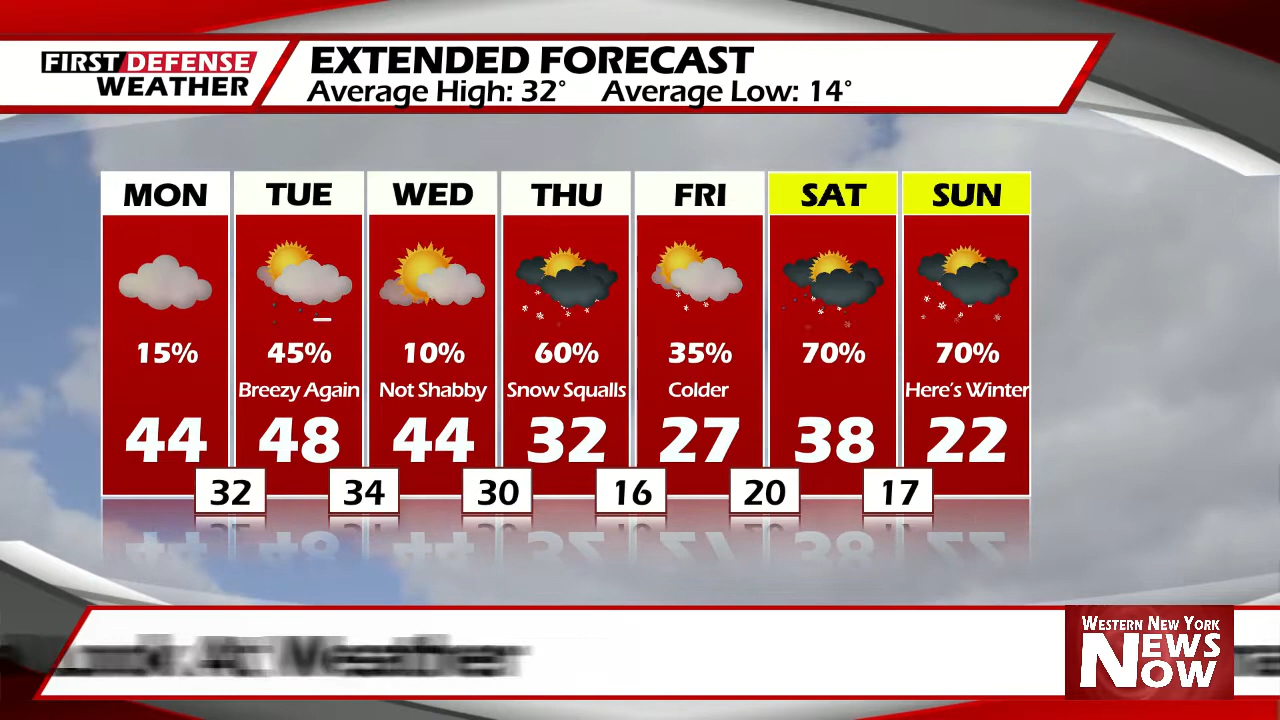 FIRST DEFENSE
WEATHER
EXTENDED FORECAST
Average High: 32° Average Low: 14°
MON TUE WED THU FRI SAT SUN
15% 45% 10% 60% 35% 70% 70%
Breezy Again Not Shabby Snow Squalls Colder Here's Winter
44 48 44 32 27 38 22
32 34 30 16 20 17
WESTERN NEW YORK
NEWS
NOW